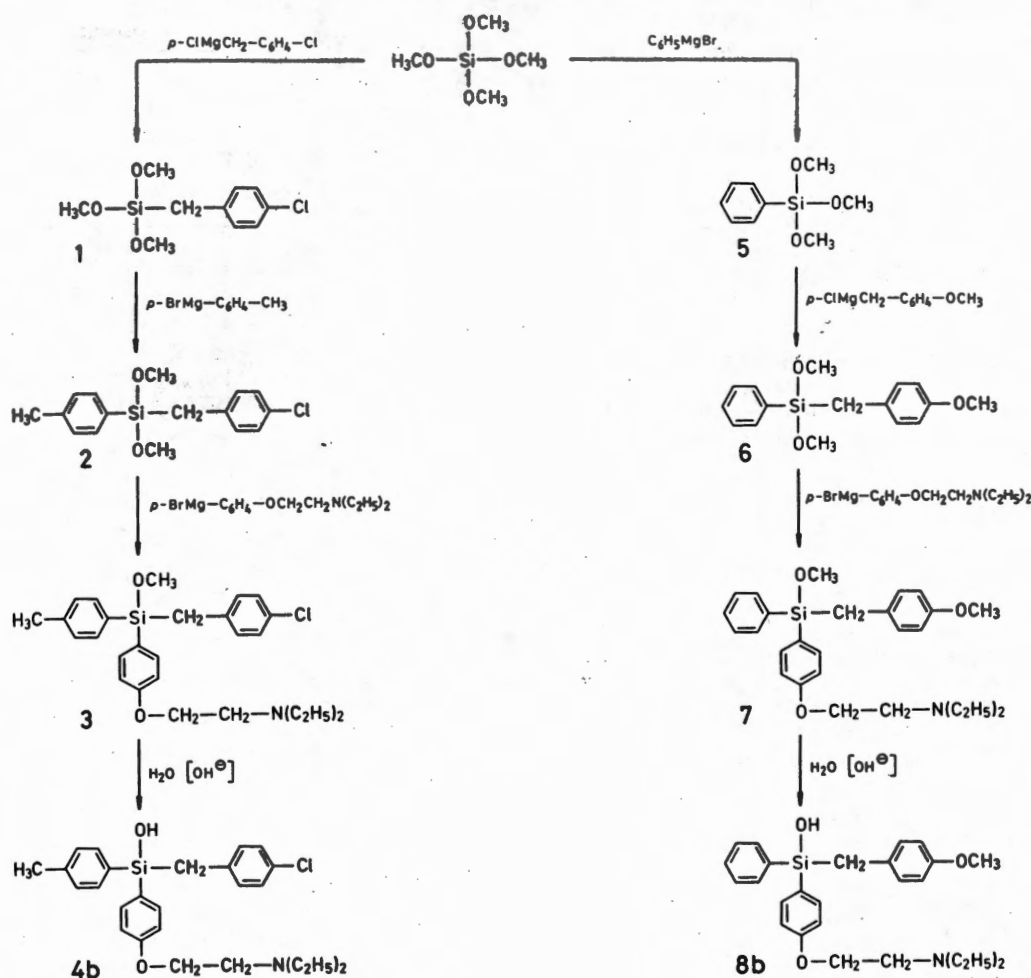 p-ClMgCH₂-C₆H₄-Cl
C₆H₅MgBr
OCH₃
H₃CO-Si-OCH₃
OCH₃
OCH₃
H₃CO-Si-CH₂-Cl
OCH₃
1
OCH₃
Si-OCH₃
OCH₃
5
p-BrMg-C₆H₄-CH₃
p-ClMgCH₂-C₆H₄-OCH₃
OCH₃
H₃C-Si-CH₂-Cl
OCH₃
2
OCH₃
Si-CH₂-OCH₃
OCH₃
6
p-BrMg-C₆H₄-OCH₂CH₂N(C₂H₅)₂
p-BrMg-C₆H₄-OCH₂CH₂N(C₂H₅)₂
OCH₃
H₃C-Si-CH₂-Cl
3
O-CH₂-CH₂-N(C₂H₅)₂
OCH₃
Si-CH₂-OCH₃
7
O-CH₂-CH₂-N(C₂H₅)₂
H₂O [OH⊖]
H₂O [OH⊖]
OH
H₃C-Si-CH₂-Cl
4b
O-CH₂-CH₂-N(C₂H₅)₂
OH
Si-CH₂-OCH₃
8b
O-CH₂-CH₂-N(C₂H₅)₂